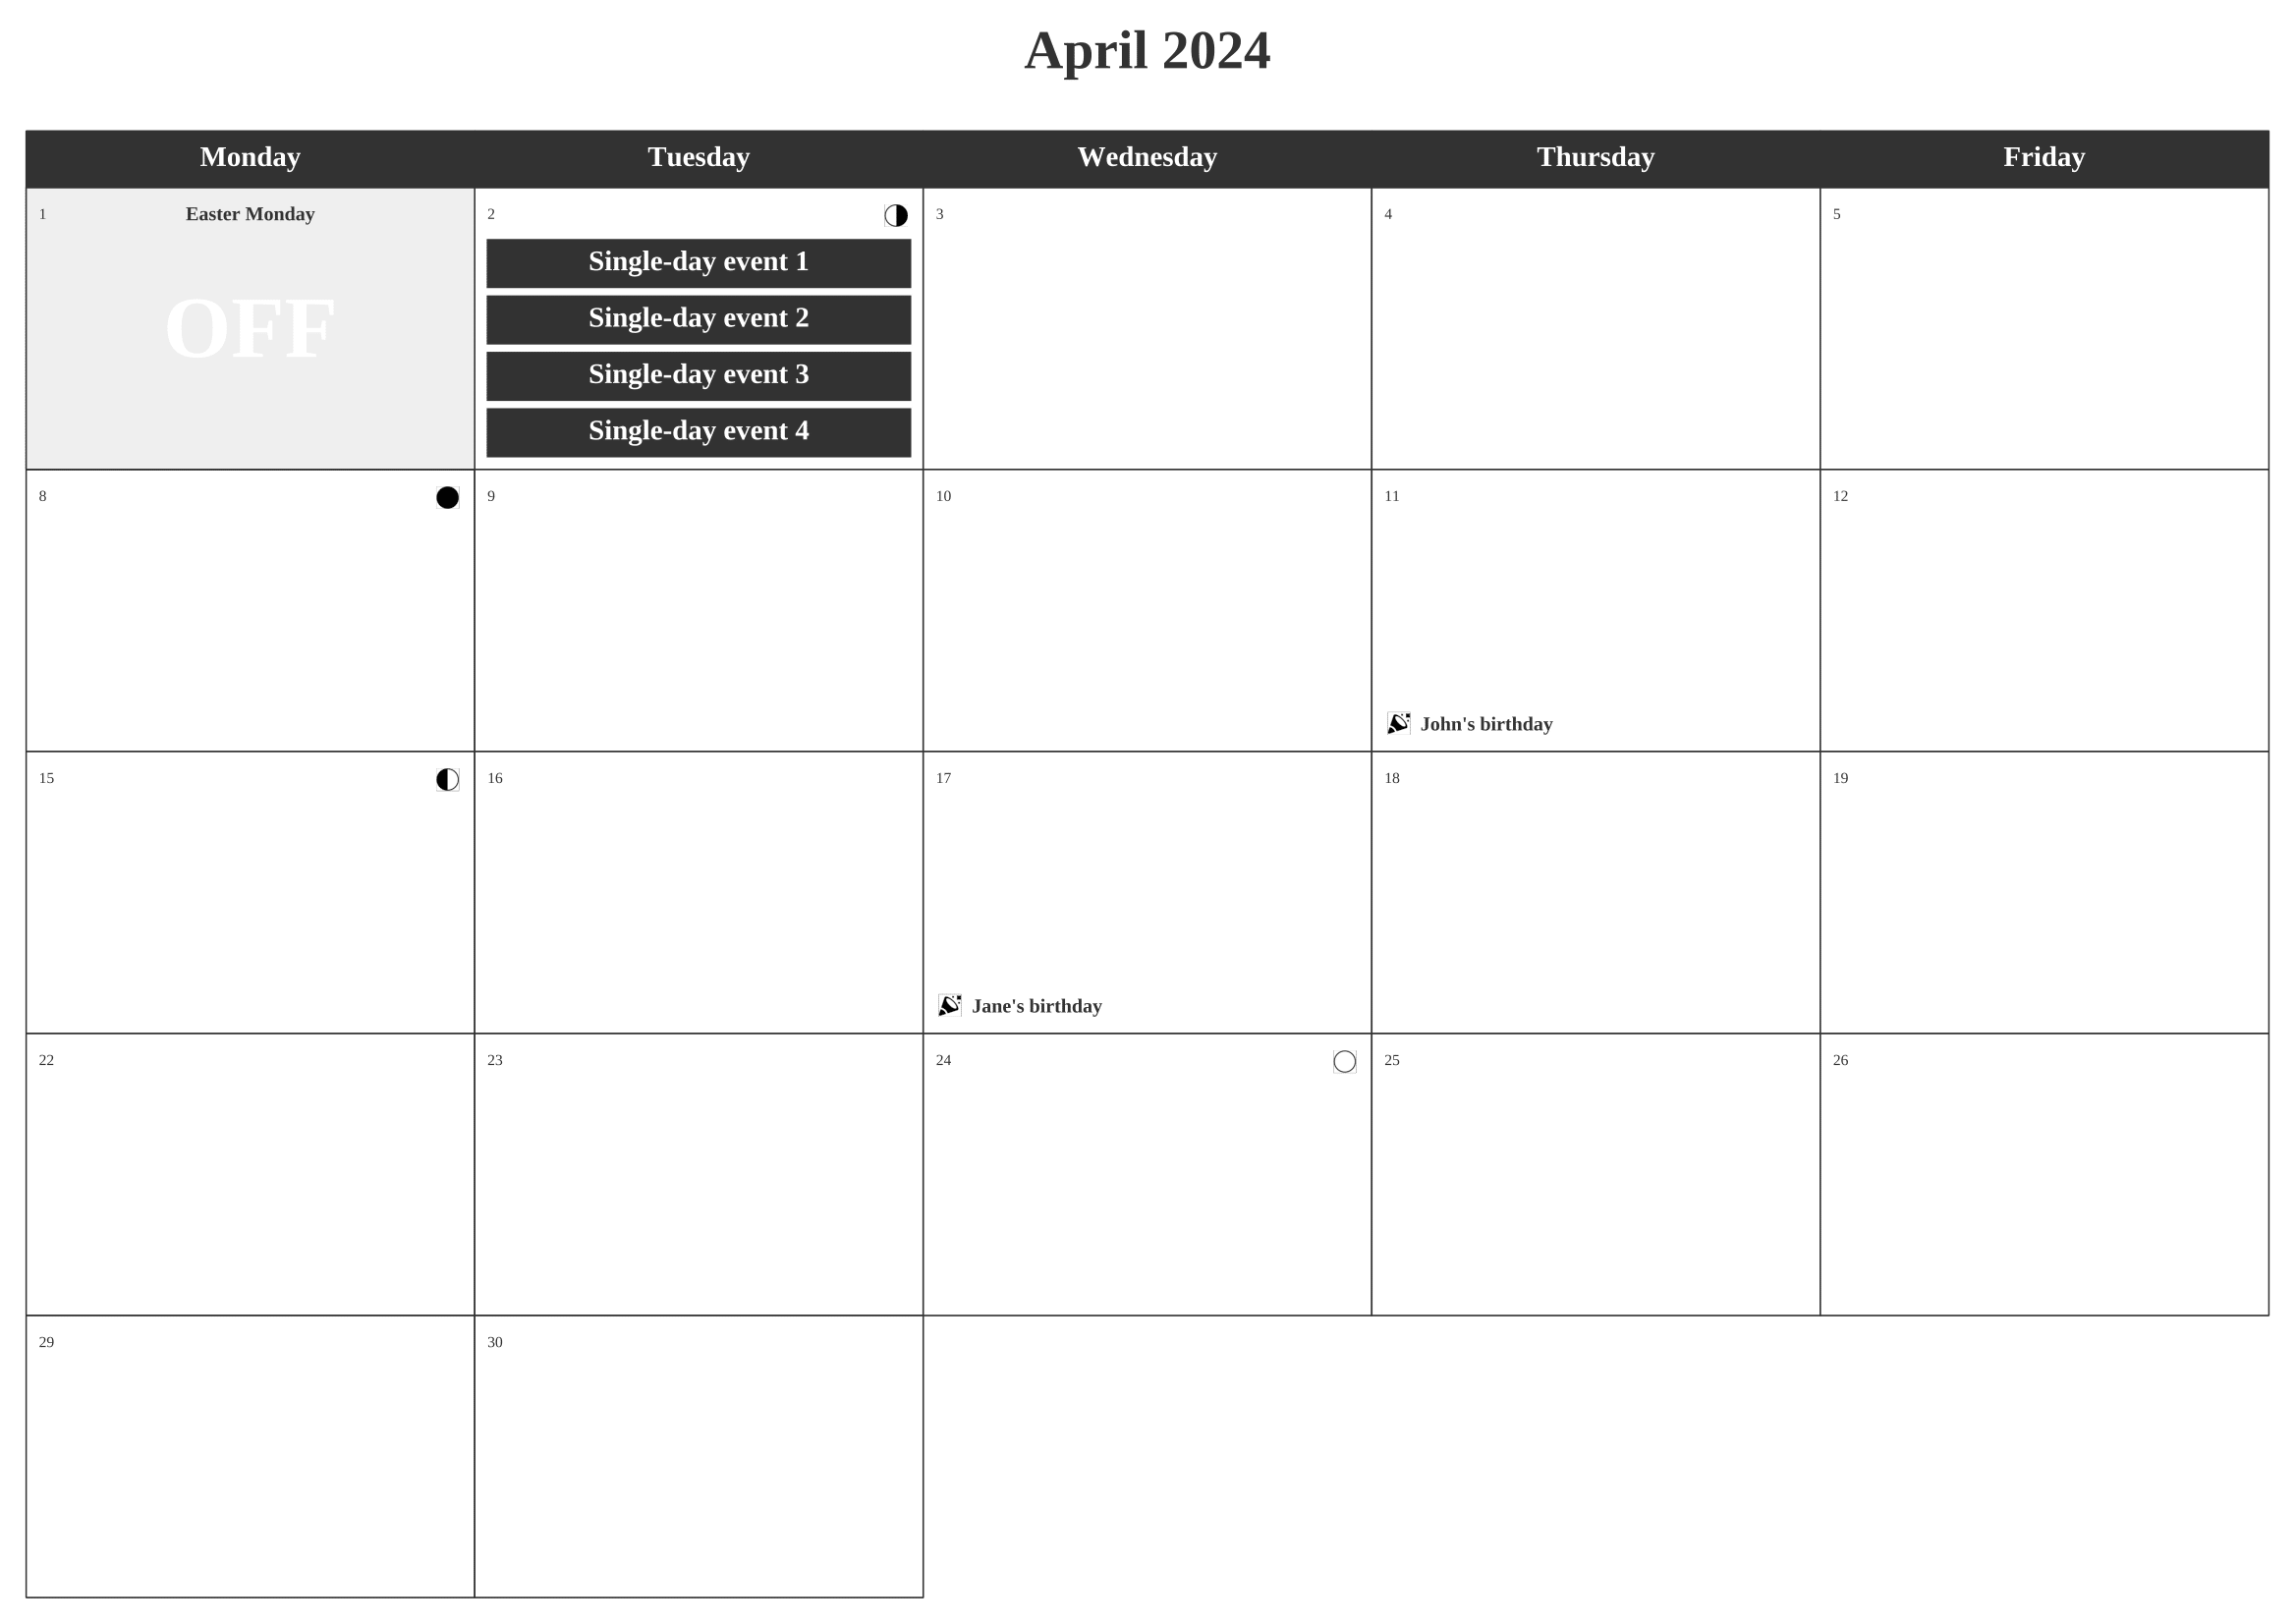 April 2024
Monday Tuesday Wednesday Thursday Friday
1 Easter Monday 2 3 4 5
OFF
Single-day event 1
Single-day event 2
Single-day event 3
Single-day event 4
8 9 10 11 12
John's birthday
15 16 17 18 19
Jane's birthday
22 23 24 25 26
29 30